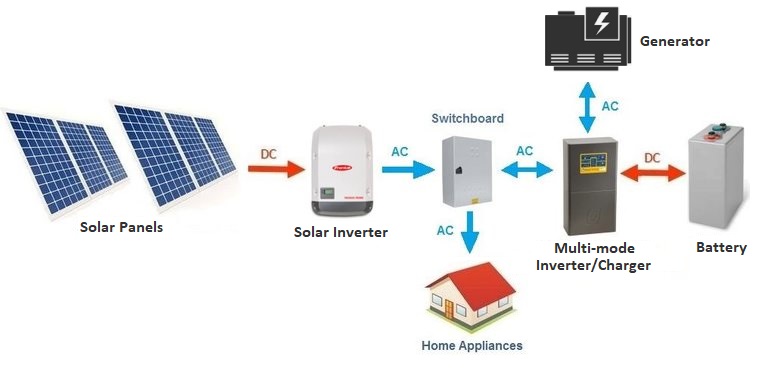 Generator
AC
Switchboard
DC
AC
AC
DC
Solar Panels
Solar Inverter
AC
Multi-mode
Inverter/Charger
Battery
Home Appliances